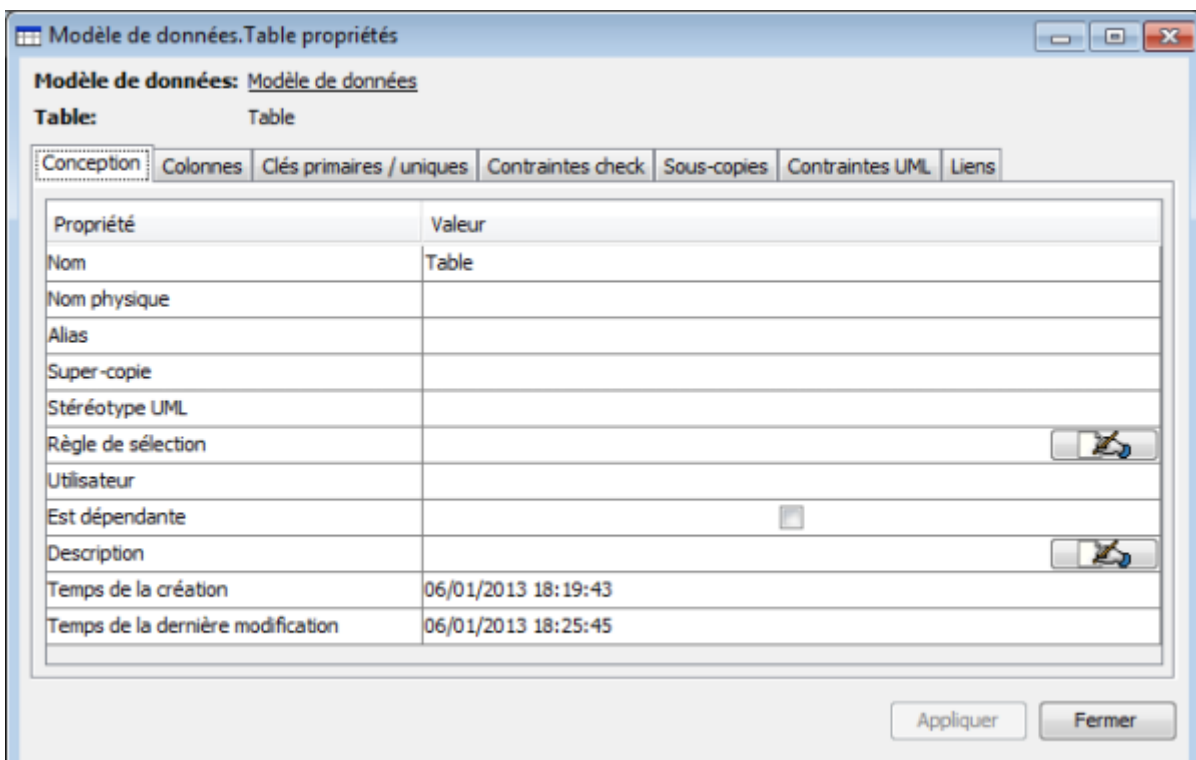 Modèle de données.Table propriétés
Modèle de données: Modèle de données
Table: Table
Conception Colonnes Clés primaires / uniques Contraintes check Sous-copies Contraintes UML Liens
Propriété Valeur
Nom Table
Nom physique
Alias
Super-copie
Stéréotype UML
Règle de sélection
Utilisateur
Est dépendante
Description
Temps de la création 06/01/2013 18:19:43
Temps de la dernière modification 06/01/2013 18:25:45
Appliquer Fermer